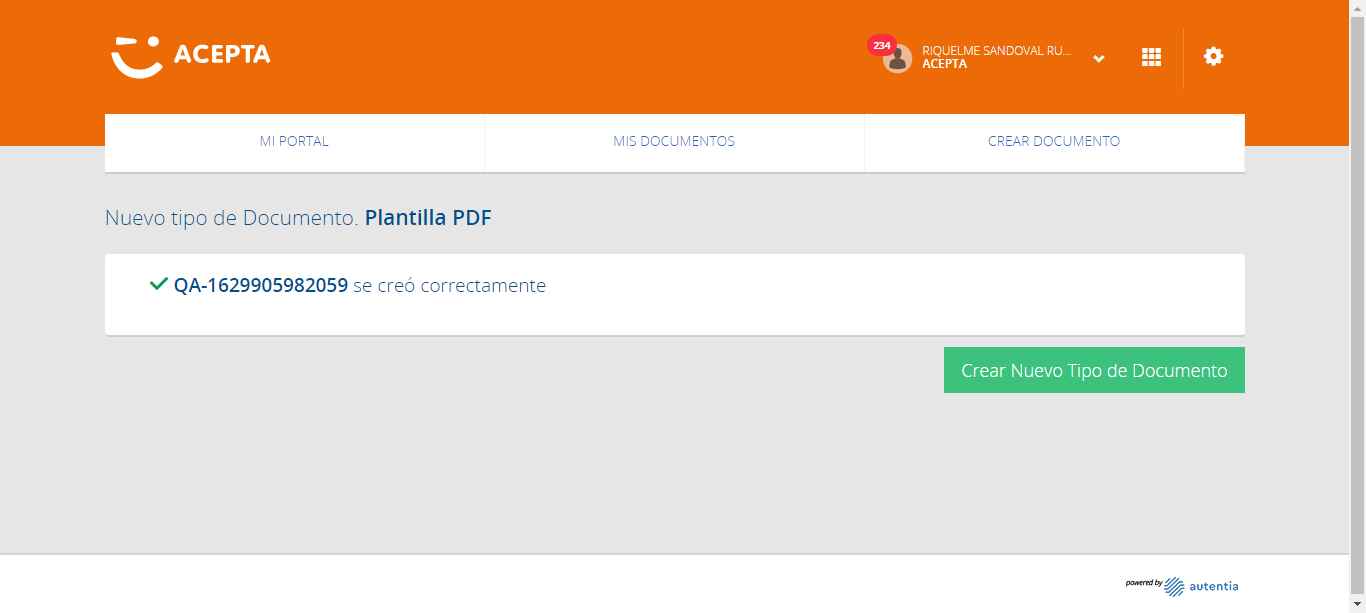 ACEPTA
234
RIQUELME SANDOVAL RU...
ACEPTA
MI PORTAL
MIS DOCUMENTOS
CREAR DOCUMENTO
Nuevo tipo de Documento. Plantilla PDF
QA-1629905982059 se creó correctamente
Crear Nuevo Tipo de Documento
powered by autentia